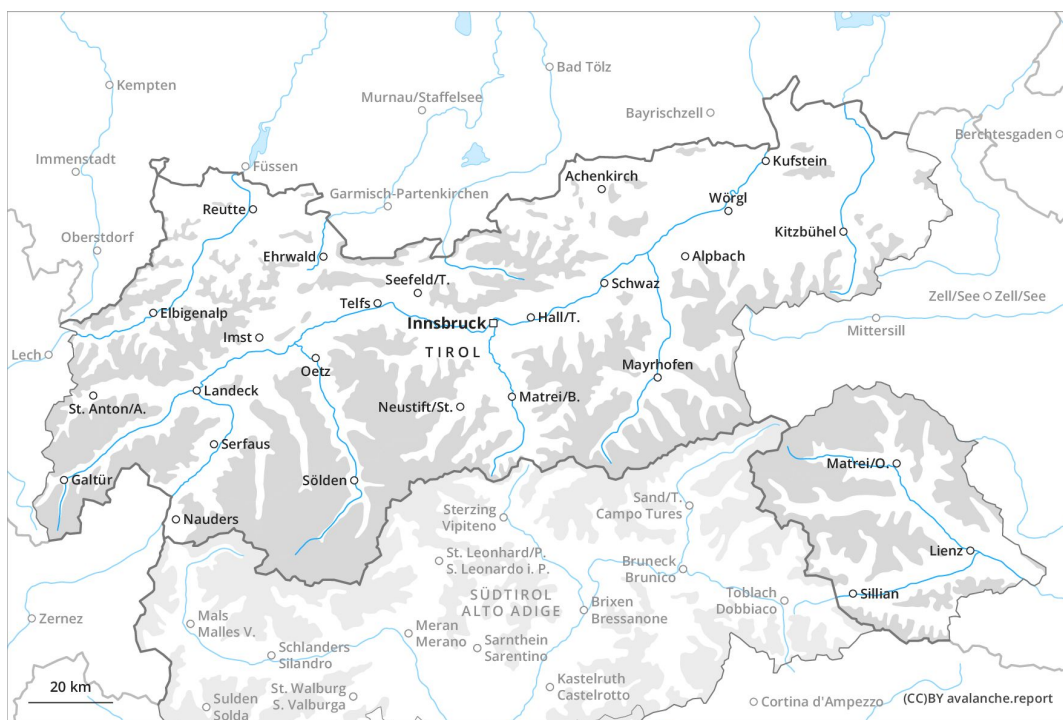 Kempten
Bad Tölz
Murnau/Staffelsee
Bayrischzell
Berchtesgaden
Immenstadt
Füssen
Kufstein
Garmisch-Partenkirchen
Achenkirch
Reutte
Wörgl
Oberstdorf
Kitzbühel
Ehrwald
Alpbach
Seefeld/T.
Schwaz
Zell/See
Zell/See
Telfs
Elbigenalp
Innsbruck
Hall/T.
Mittersill
Imst
TIROL
Lech
Oetz
Mayrhofen
Landeck
St. Anton/A.
Neustift/St.
Matrei/B.
Serfaus
Matrei/O.
Galtür
Sölden
Sand/T.
Campo Tures
Sterzing
Vipiteno
Nauders
St. Leonhard/P.
S. Leonardo i. P.
Bruneck
Brunico
Lienz
SÜDTIROL
ALTO ADIGE
Sillian
Toblach
Dobbiaco
Brixen
Bressanone
Zernez
Mals
Malles V.
Meran
Merano
Sarnthein
Sarentino
Schlanders
Silandro
20 km
St. Walburg
S. Valburga
Kastelruth
Castelrotto
Sulden
Solda
Cortina d'Ampezzo
(CC)BY avalanche.report